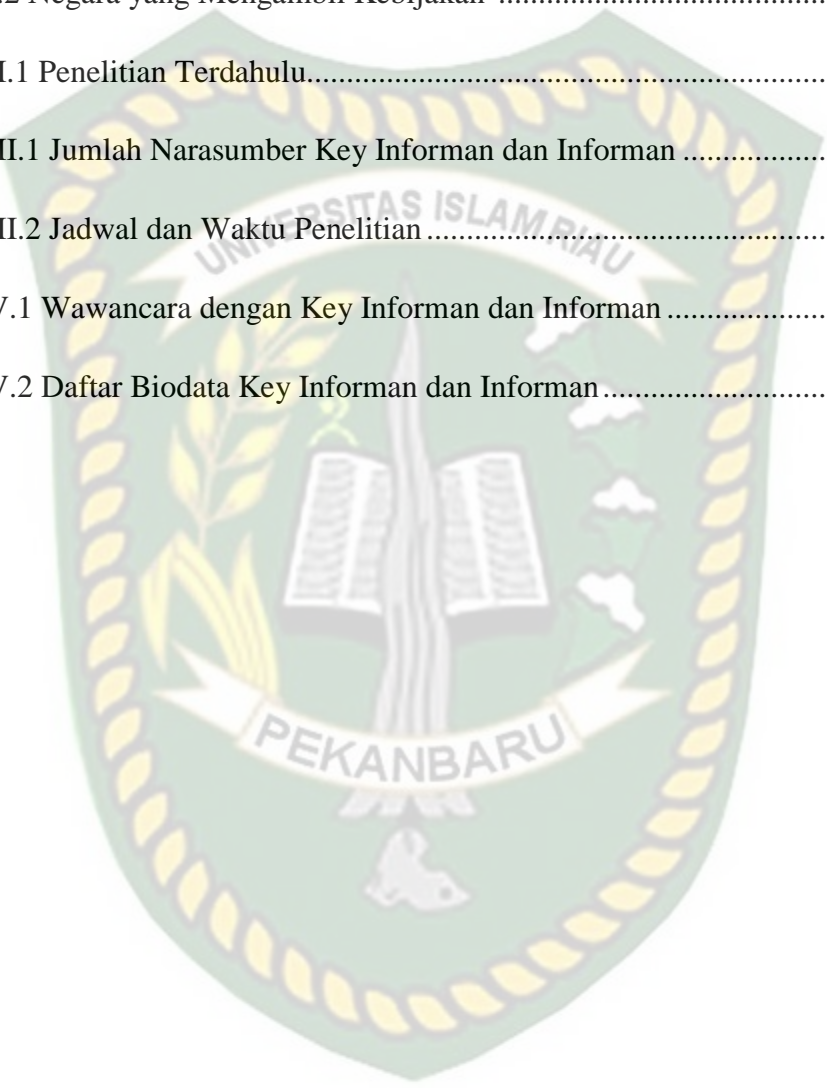 .2 Negara yang Mengambil Kebijakan ........................................
I.1 Penelitian Terdahulu................................................................
II.1 Jumlah Narasumber Key Informan dan Informan ..................
II.2 Jadwal dan Waktu Penelitian ..................................................
UNIVERSITAS ISLAM RIAU
V.1 Wawancara dengan Key Informan dan Informan ....................
V.2 Daftar Biodata Key Informan dan Informan ............................
PEKANBARU